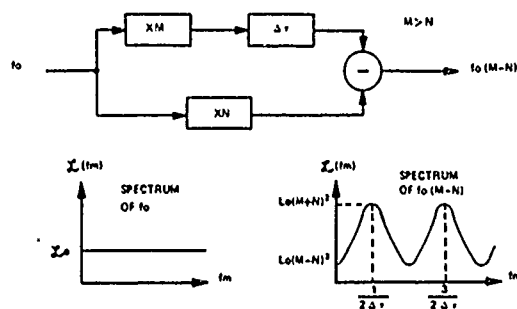 XM
Δτ
M > N
fo
−
fo (M−N)
XN
ℒ(fm)
SPECTRUM
OF fo
ℒo
fm
ℒ(fm)
SPECTRUM
OF fo (M−N)
Lo(M+N)²
Lo(M−N)²
fm
1
2Δτ
3
2Δτ